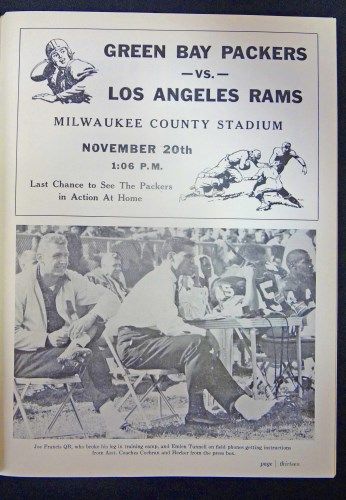 GREEN BAY PACKERS
—VS.—
LOS ANGELES RAMS
MILWAUKEE COUNTY STADIUM
NOVEMBER 20th
1:06 P.M.
Last Chance to See The Packers
in Action At Home
Joe Francis QB, who broke his leg in training camp, and Emlen Tunnell on field phones getting instructions
from Asst. Coaches Cochran and Hecker from the press box.
page | thirteen